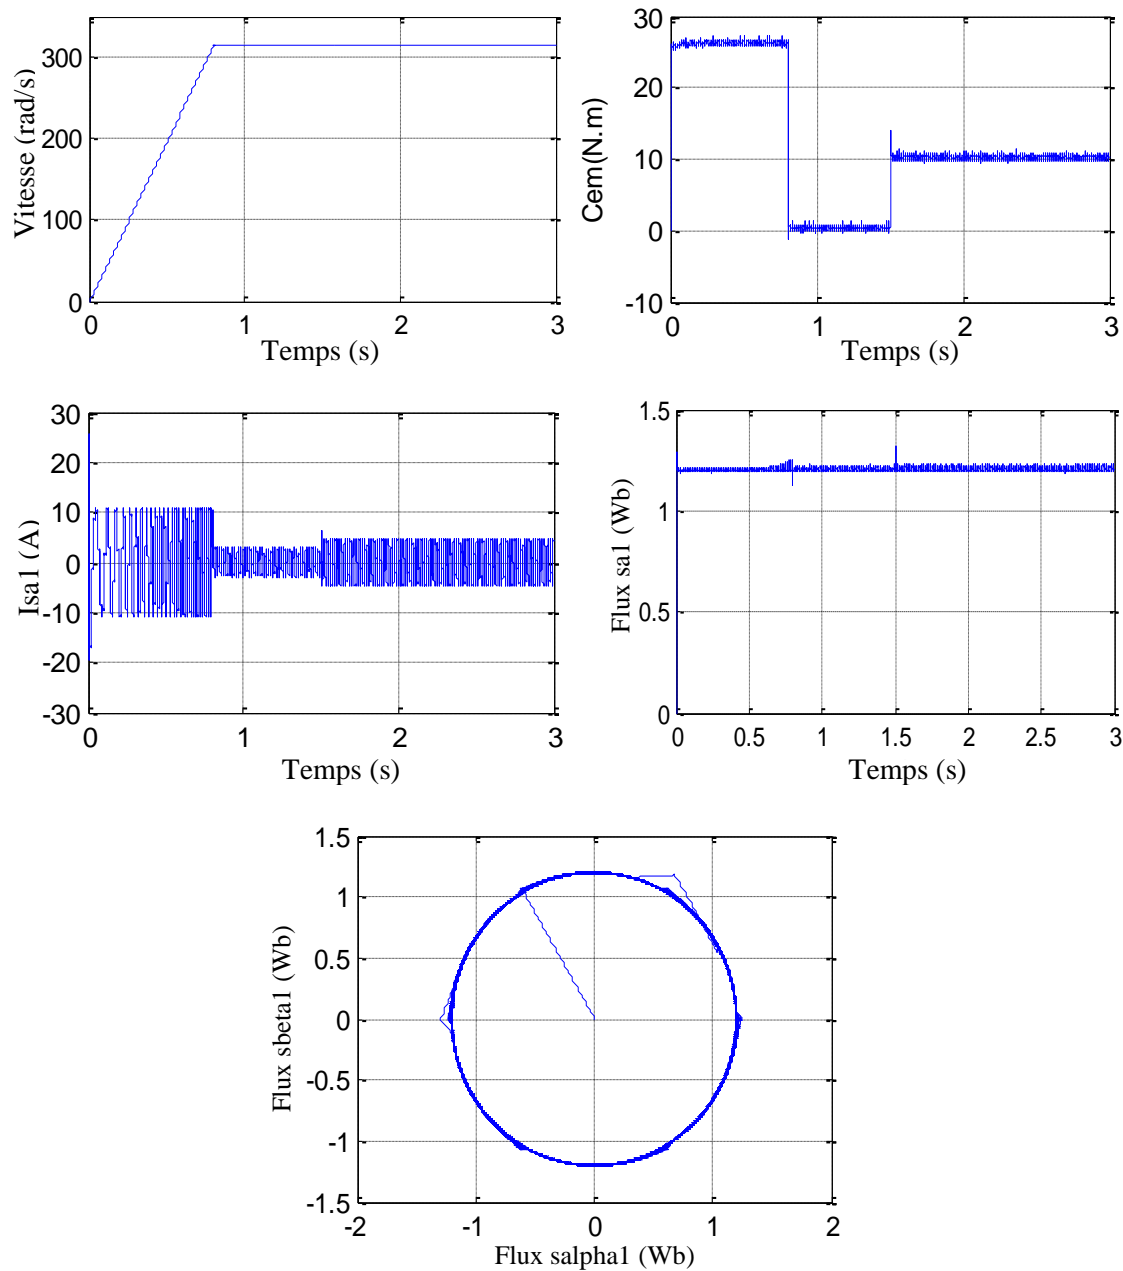 300
200
100
0
Vitesse (rad/s)
0 1 2 3
Temps (s)
30
20
10
0
-10
Cem(N.m)
0 1 2 3
Temps (s)
30
20
10
0
-10
-20
-30
Isa1 (A)
0 1 2 3
Temps (s)
1.5
1
0.5
0
Flux sa1 (Wb)
0 0.5 1 1.5 2 2.5 3
Temps (s)
1.5
1
0.5
0
-0.5
-1
-1.5
Flux sbeta1 (Wb)
-2 -1 0 1 2
Flux salpha1 (Wb)